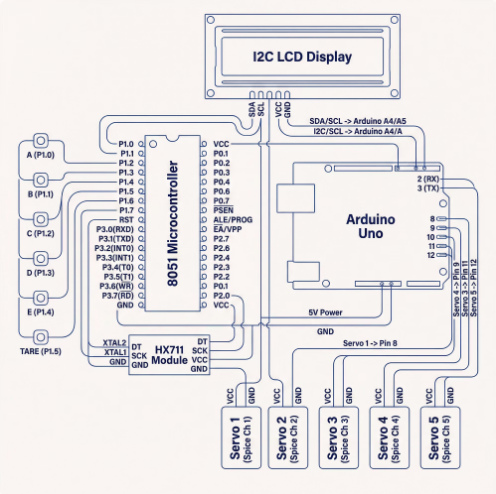 I2C LCD Display
SDA
SCL
VCC
GND
SDA/SCL -> Arduino A4/A5
I2C/SCL -> Arduino A4/A
A (P1.0)
B (P1.1)
C (P1.2)
D (P1.3)
E (P1.4)
TARE (P1.5)
P1.0
P1.1
P1.2
P1.3
P1.4
P1.5
P1.6
P1.7
RST
P3.0(RXD)
P3.1(TXD)
P3.2(INT0)
P3.3(INT1)
P3.4(T0)
P3.5(T1)
P3.6(WR)
P3.7(RD)
GND
8051 Microcontroller
VCC
P0.1
P0.2
P0.3
P0.4
P0.6
P0.7
PSEN
ALE/PROG
EA/VPP
P2.7
P2.6
P2.4
P2.3
P2.2
P0.1
P2.0
VCC
Arduino
Uno
2 (RX)
3 (TX)
8
9
10
11
12
Servo 4 -> Pin 9
Servo 3 -> Pin 11
Servo 5 -> Pin 12
5V Power
GND
Servo 1 -> Pin 8
XTAL2
XTAL1
GND
DT
SCK
GND
HX711
Module
DT
SCK
VCC
GND
VCC
GND
Servo 1
(Spice Ch 1)
VCC
GND
Servo 2
(Spice Ch 2)
VCC
GND
Servo 3
(Spice Ch 3)
VCC
GND
Servo 4
(Spice Ch 4)
VCC
GND
Servo 5
(Spice Ch 5)